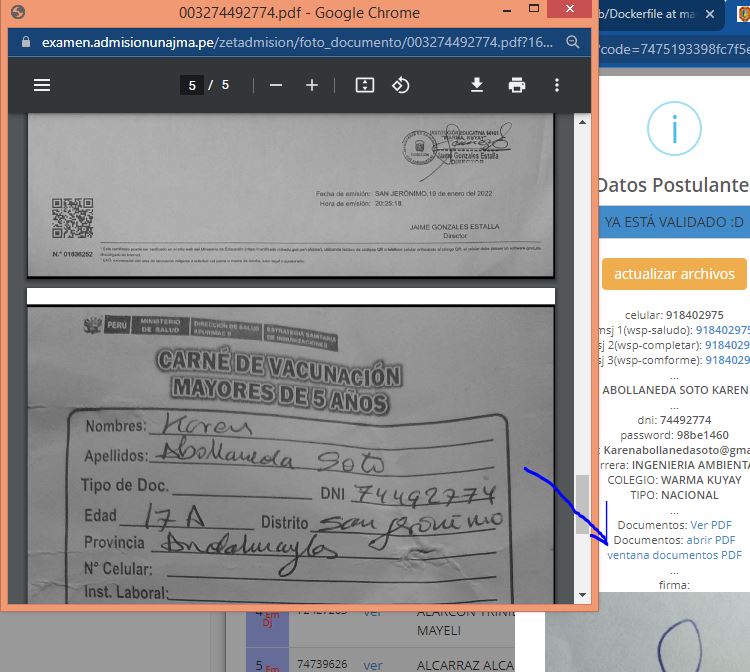 003274492774.pdf - Google Chrome
b/Dockerfile at ma
examen.admisionunajma.pe/zetadmision/foto_documento/003274492774.pdf?16...
?code=7475193398fc7f5e
5 / 5
INSTITUCIÓN EDUCATIVA
WARMA KUYAY
Jaime Gonzales Estalla
DIRECTOR
Fecha de emisión: SAN JERÓNIMO, 19 de enero del 2022
Hora de emisión: 20:25:18
JAIME GONZALES ESTALLA
Director
N.° 01636252
PERÚ
MINISTERIO DE SALUD
DIRECCIÓN DE SALUD APURIMAC II
ESTRATEGIA SANITARIA DE INMUNIZACIONES
CARNÉ DE VACUNACIÓN
MAYORES DE 5 AÑOS
Nombres: Karen
Apellidos: Abollaneda Soto
Tipo de Doc. DNI 74492774
Edad 17 A Distrito San Jeronimo
Provincia Andahuaylas
N° Celular:
Inst. Laboral:
i
Datos Postulante
YA ESTÁ VALIDADO :D
actualizar archivos
celular: 918402975
msj 1(wsp-saludo): 918402975
sj 2(wsp-completar): 9184029
sj 3(wsp-comforme): 9184029
...
ABOLLANEDA SOTO KAREN
...
dni: 74492774
password: 98be1460
: Karenabollanedasoto@gma
rrera: INGENIERIA AMBIENTA
COLEGIO: WARMA KUYAY
TIPO: NACIONAL
...
Documentos: Ver PDF
Documentos: abrir PDF
ventana documentos PDF
...
firma:
4 Em Dj 72427263 ver ALARCON TRINI
MAYELI
5 Em 74739626 ver ALCARRAZ ALCA